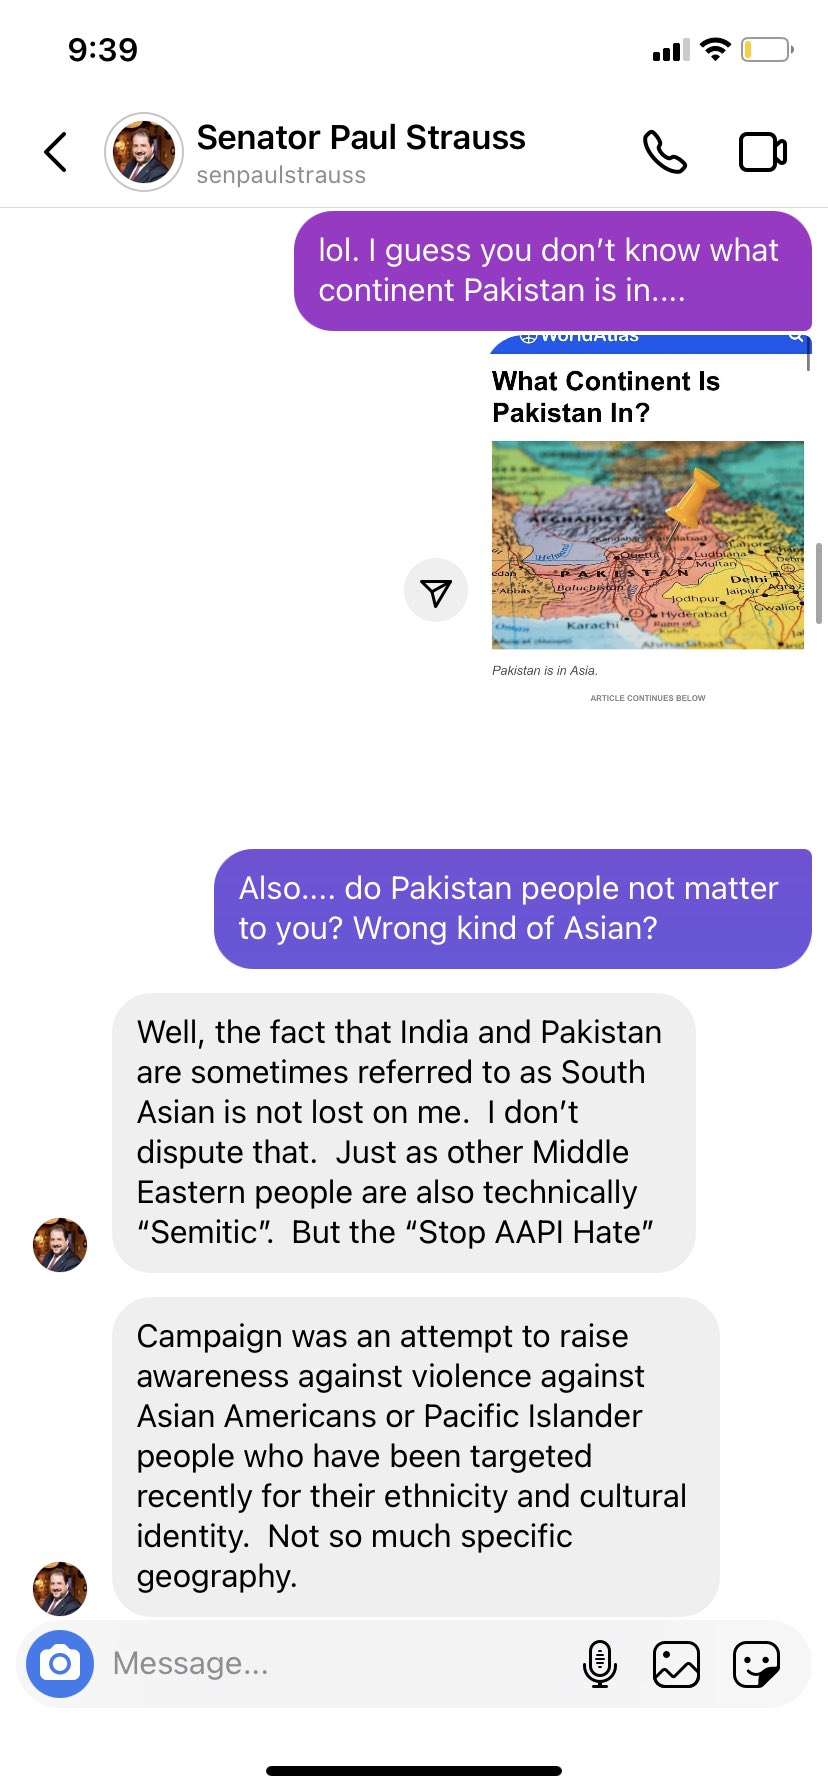 9:39
Senator Paul Strauss
senpaulstrauss
lol. I guess you don’t know what
continent Pakistan is in....
WorldAtlas
What Continent Is
Pakistan In?
AFGHANISTAN
Helmand
Quetta
Ludhiana
Lahore
Multan
PAKISTAN
Baluchistan
Delhi
Jaipur
Agra
Jodhpur
Gwalior
Hyderabad
Karachi
Rann of
Kutch
Ahmadabad
Pakistan is in Asia.
ARTICLE CONTINUES BELOW
Also.... do Pakistan people not matter
to you? Wrong kind of Asian?
Well, the fact that India and Pakistan
are sometimes referred to as South
Asian is not lost on me.  I don’t
dispute that.  Just as other Middle
Eastern people are also technically
“Semitic”.  But the “Stop AAPI Hate”
Campaign was an attempt to raise
awareness against violence against
Asian Americans or Pacific Islander
people who have been targeted
recently for their ethnicity and cultural
identity.  Not so much specific
geography.
Message...